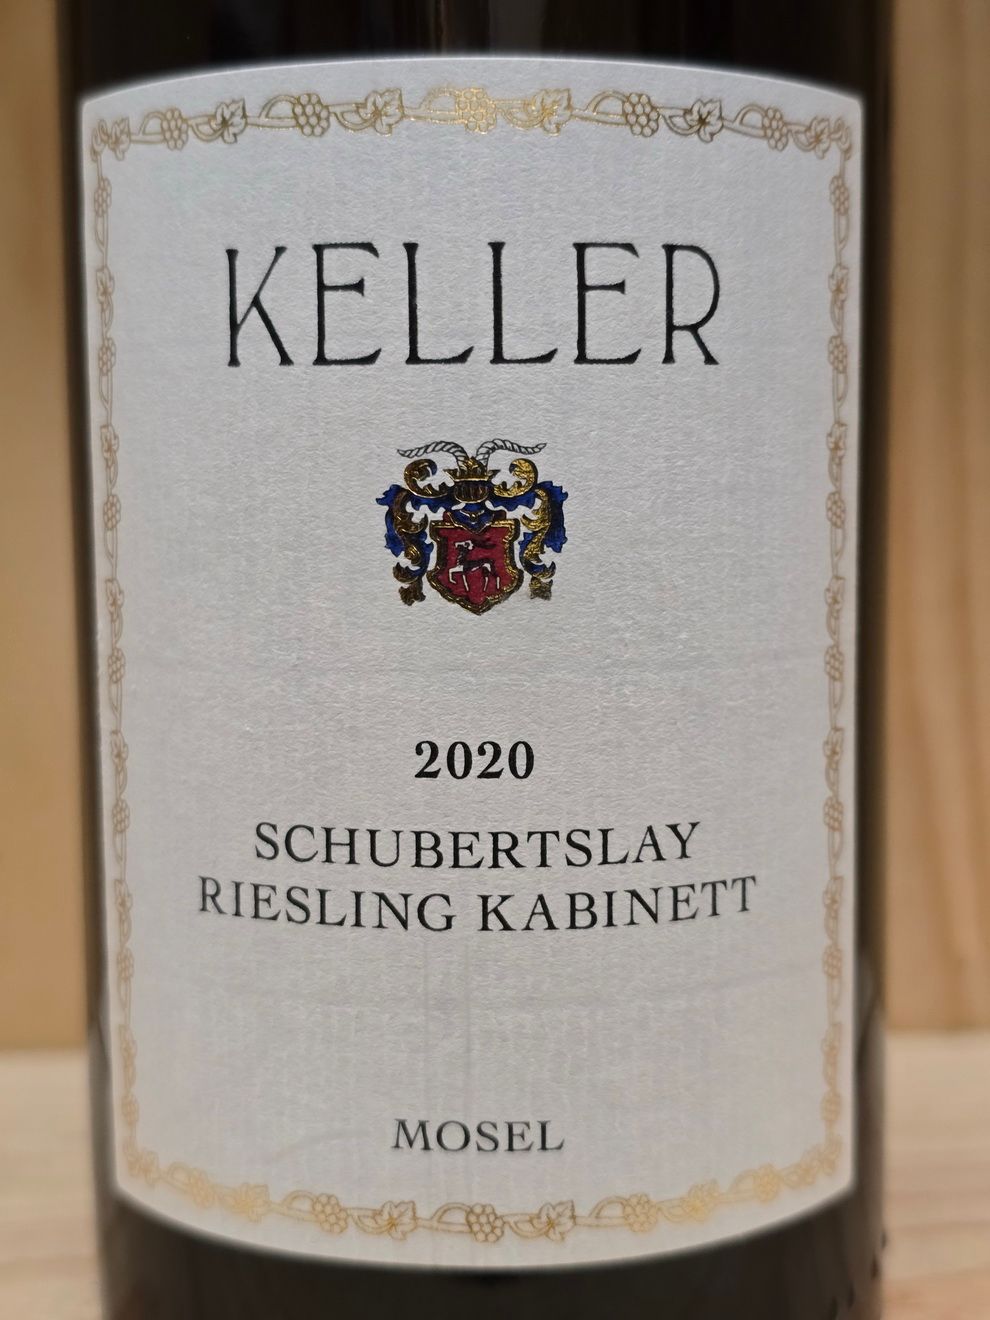 KELLER
2020
SCHUBERTSLAY
RIESLING KABINETT
MOSEL